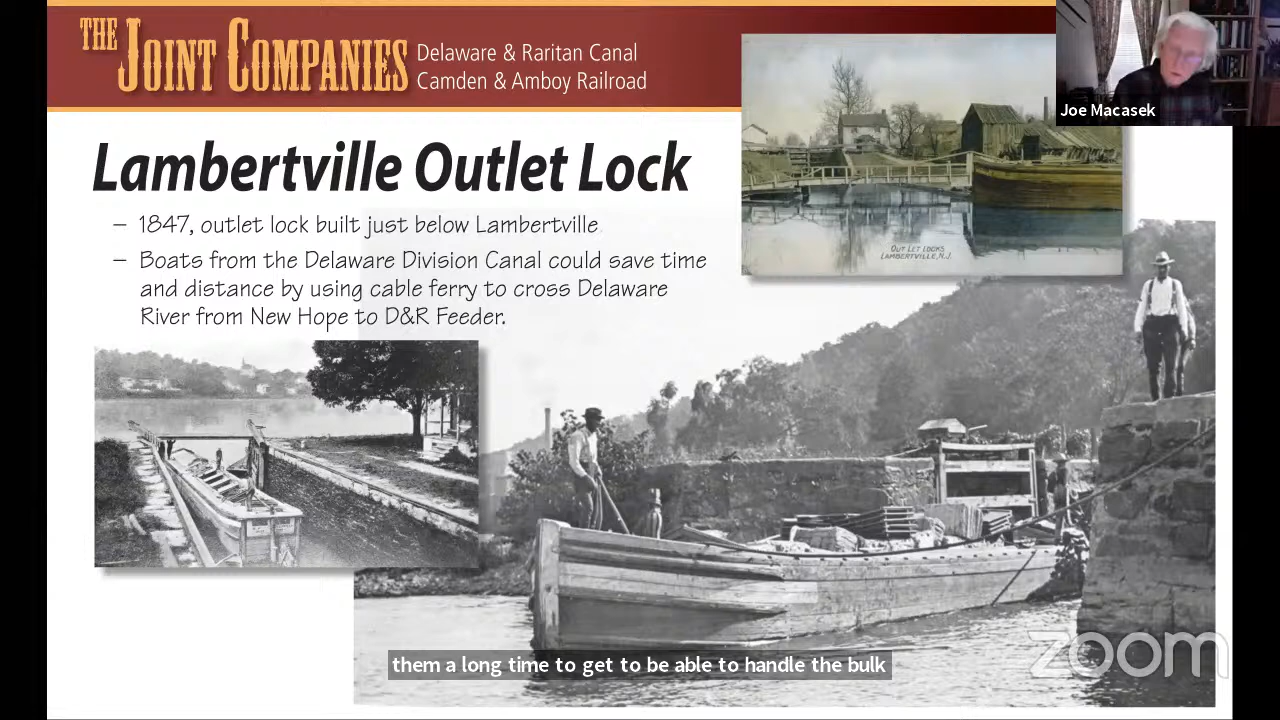 THE JOINT COMPANIES
Delaware & Raritan Canal
Camden & Amboy Railroad
Joe Macasek
Lambertville Outlet Lock
– 1847, outlet lock built just below Lambertville
– Boats from the Delaware Division Canal could save time
and distance by using cable ferry to cross Delaware
River from New Hope to D&R Feeder.
OUT LET LOCKS
LAMBERTVILLE, N.J.
them a long time to get to be able to handle the bulk
zoom